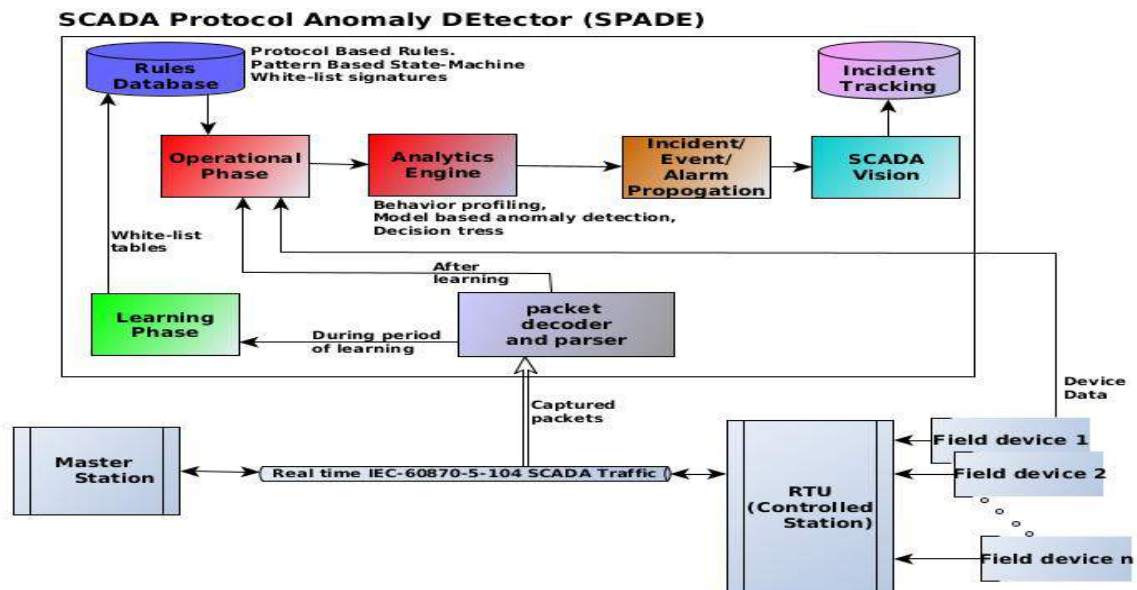 SCADA Protocol Anomaly DEtector (SPADE)
Rules
Database
Protocol Based Rules.
Pattern Based State-Machine
White-list signatures
Incident
Tracking
Operational
Phase
Analytics
Engine
Incident/
Event/
Alarm
Propogation
SCADA
Vision
Behavior profiling,
Model based anomaly detection,
Decision tress
White-list
tables
After
learning
Learning
Phase
During period
of learning
packet
decoder
and parser
Captured
packets
Device
Data
Master
Station
Real time IEC-60870-5-104 SCADA Traffic (
RTU
(Controlled
Station)
Field device 1
Field device 2
Field device n